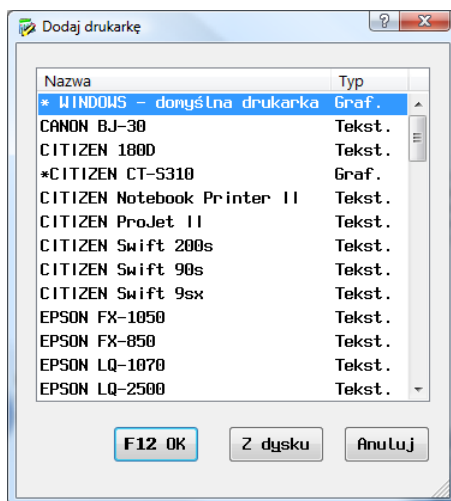 Dodaj drukarkę
Nazwa Typ
* WINDOWS - domyślna drukarka Graf.
CANON BJ-30 Tekst.
CITIZEN 180D Tekst.
*CITIZEN CT-S310 Graf.
CITIZEN Notebook Printer II Tekst.
CITIZEN ProJet II Tekst.
CITIZEN Swift 200s Tekst.
CITIZEN Swift 90s Tekst.
CITIZEN Swift 9sx Tekst.
EPSON FX-1050 Tekst.
EPSON FX-850 Tekst.
EPSON LQ-1070 Tekst.
EPSON LQ-2500 Tekst.
F12 OK Z dysku Anuluj